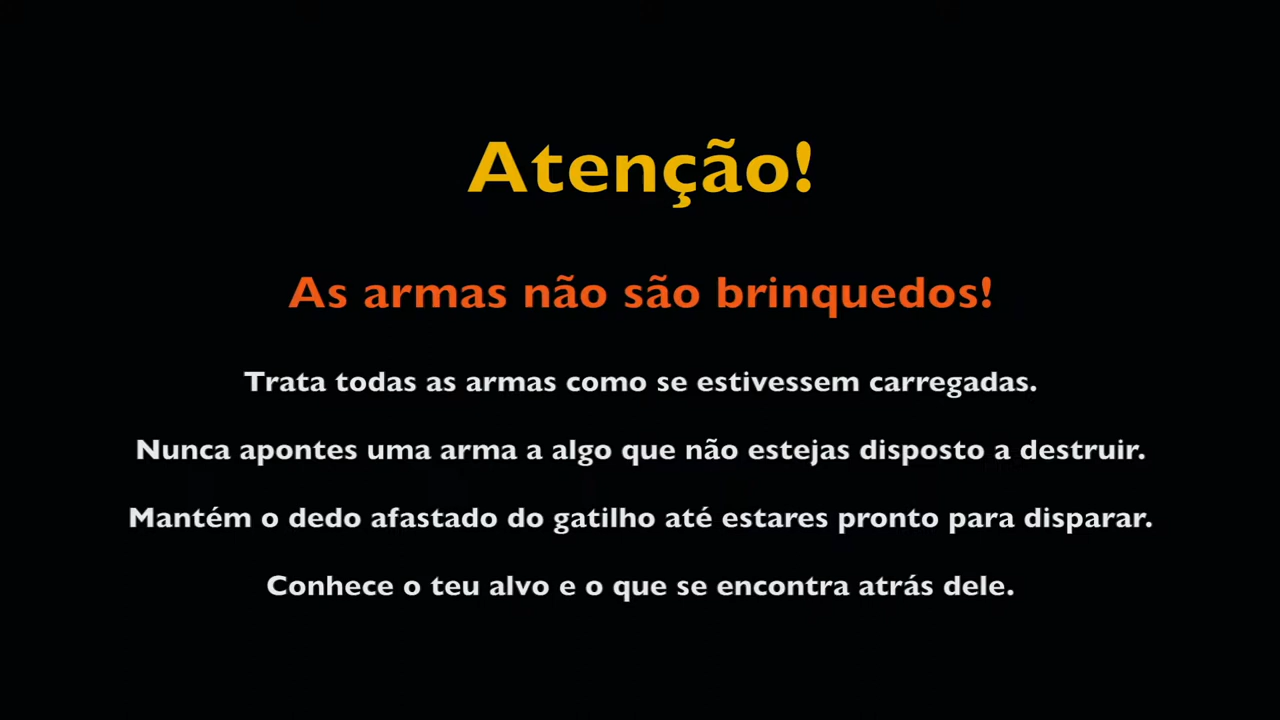 Atenção!
As armas não são brinquedos!
Trata todas as armas como se estivessem carregadas.
Nunca apontes uma arma a algo que não estejas disposto a destruir.
Mantém o dedo afastado do gatilho até estares pronto para disparar.
Conhece o teu alvo e o que se encontra atrás dele.